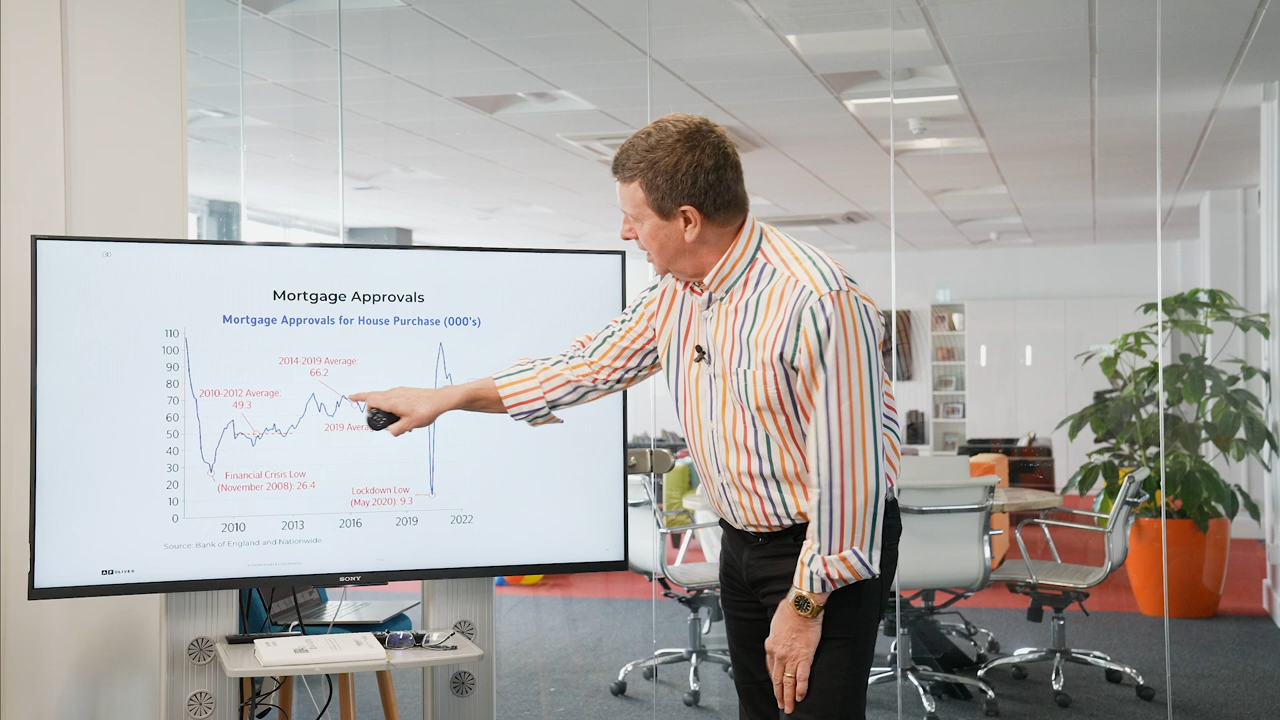 Mortgage Approvals
Mortgage Approvals for House Purchase (000's)
110
100
90
80
70
60
50
40
30
20
10
0
2014-2019 Average:
66.2
2010-2012 Average:
49.3
2019 Avera
Financial Crisis Low
(November 2008): 26.4
Lockdown Low
(May 2020): 9.3
2010
2013
2016
2019
2022
Source: Bank of England and Nationwide
SONY